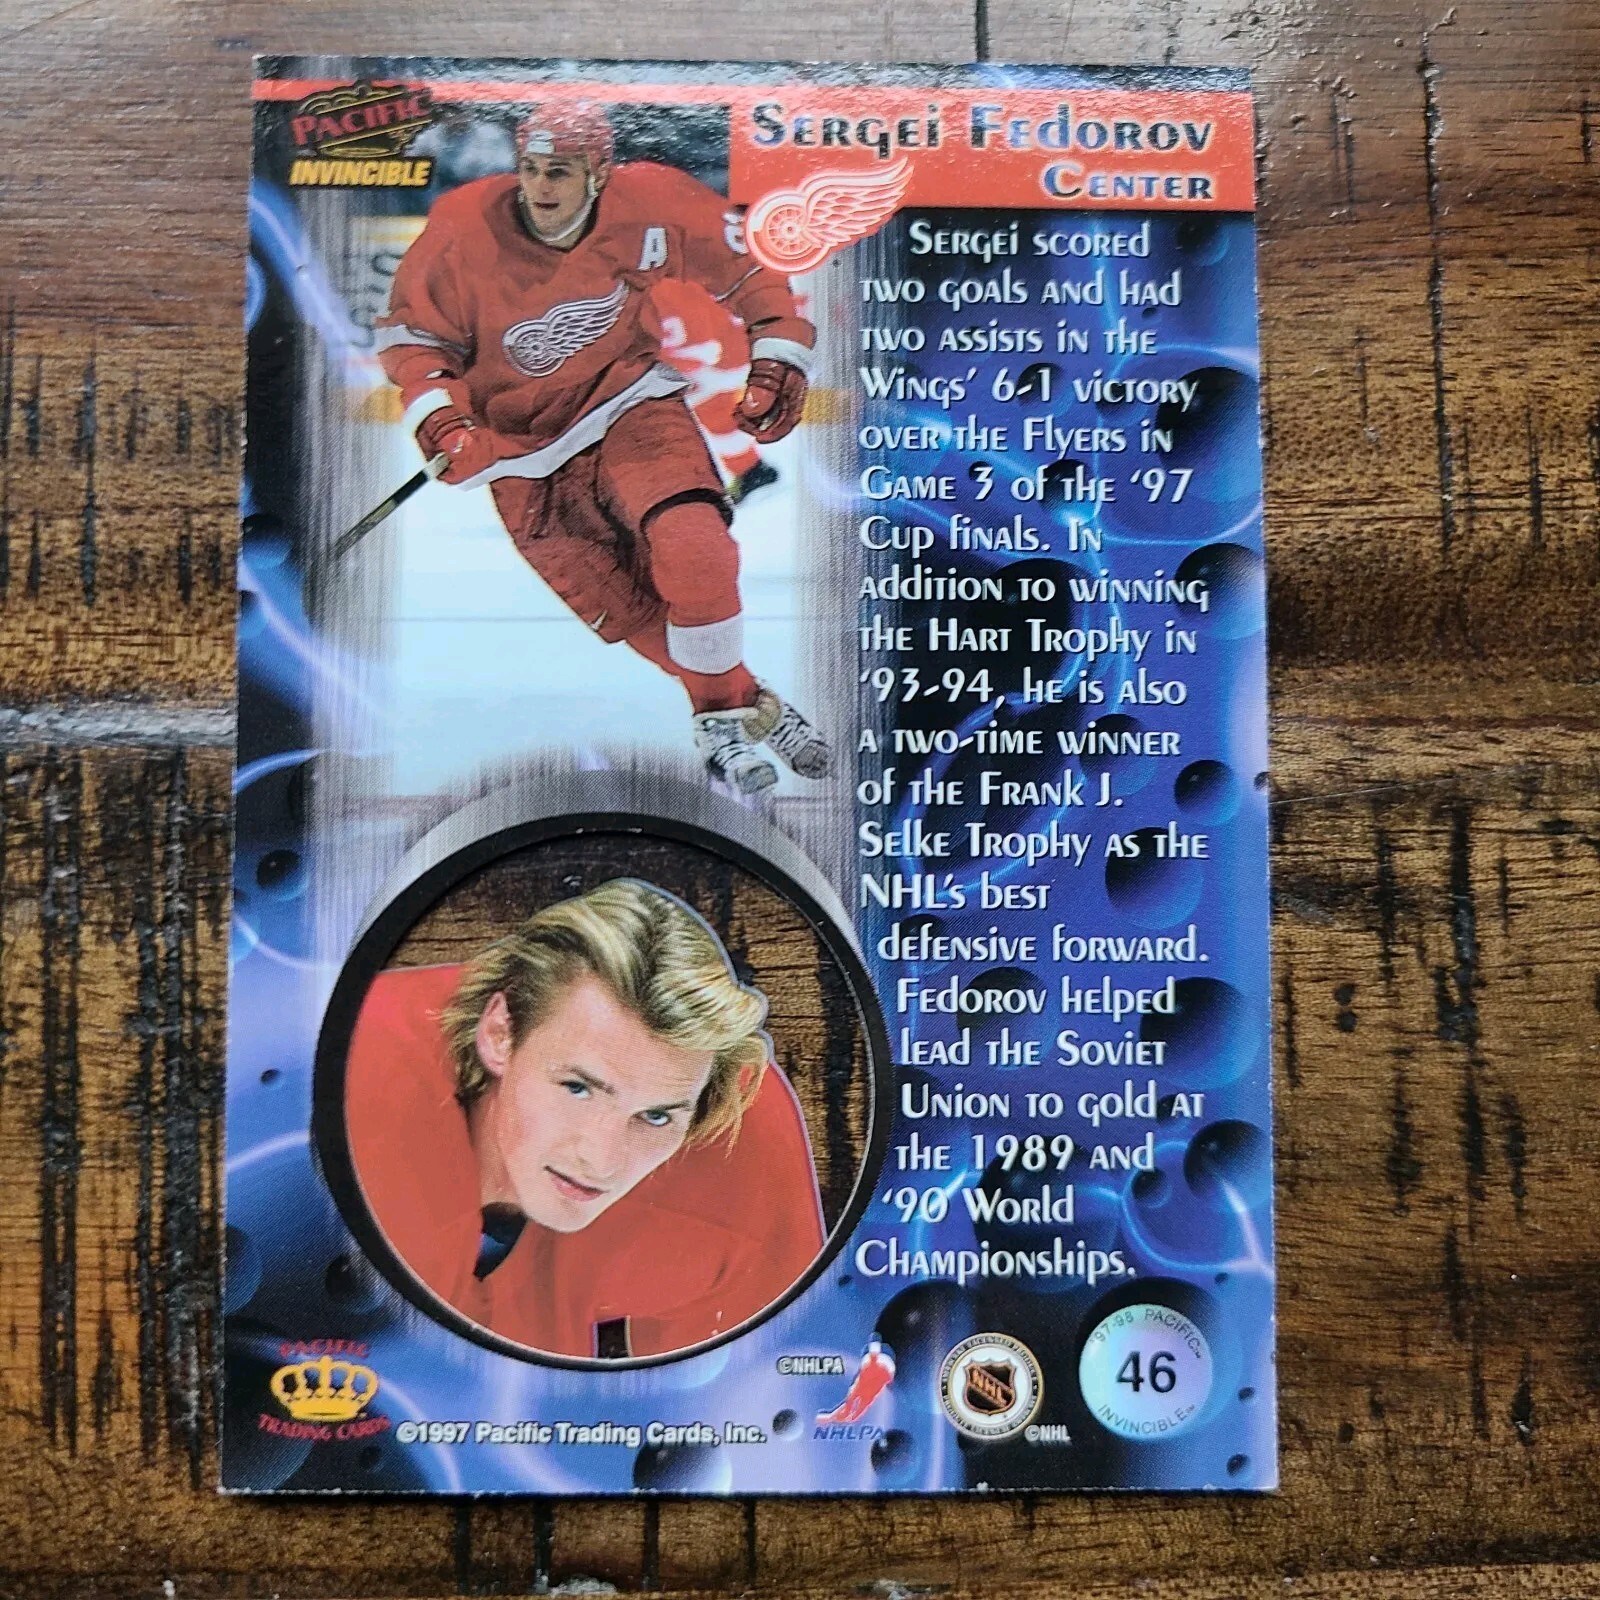 PACIFIC
INVINCIBLE
Sergei Fedorov
Center
A
Sergei scored
two goals and had
two assists in the
Wings' 6-1 victory
over the Flyers in
Game 3 of the '97
Cup finals. In
addition to winning
the Hart Trophy in
'93-94, he is also
a two-time winner
of the Frank J.
Selke Trophy as the
NHL's best
defensive forward.
Fedorov helped
lead the Soviet
Union to gold at
the 1989 and
'90 World
Championships.
PACIFIC
TRADING CARDS
©1997 Pacific Trading Cards, Inc.
©NHLPA
NHLPA
NHL
©NHL
'97-98 PACIFIC™
46
INVINCIBLE™